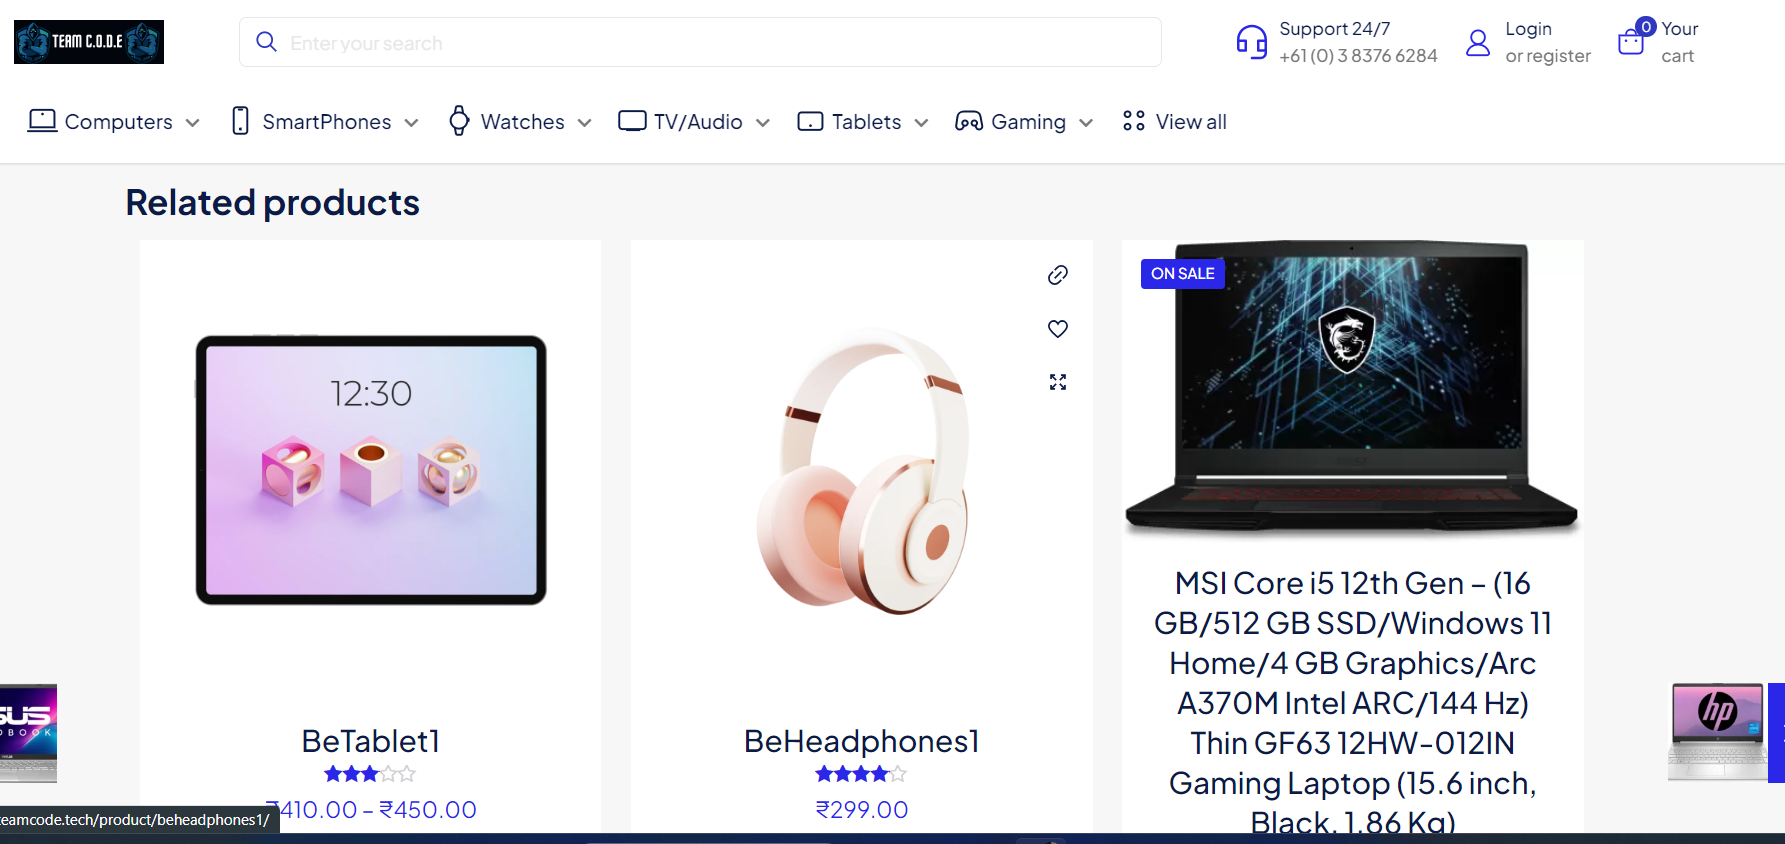 TEAM C.O.D.E
Enter your search
Support 24/7
+61 (0) 3 8376 6284
Login
or register
0
Your
cart
Computers
SmartPhones
Watches
TV/Audio
Tablets
Gaming
View all
Related products
12:30
ON SALE
MSI Core i5 12th Gen – (16
GB/512 GB SSD/Windows 11
Home/4 GB Graphics/Arc
A370M Intel ARC/144 Hz)
Thin GF63 12HW-012IN
Gaming Laptop (15.6 inch,
Black, 1.86 Kg)
hp
BeTablet1
₹410.00 – ₹450.00
BeHeadphones1
₹299.00
teamcode.tech/product/beheadphones1/